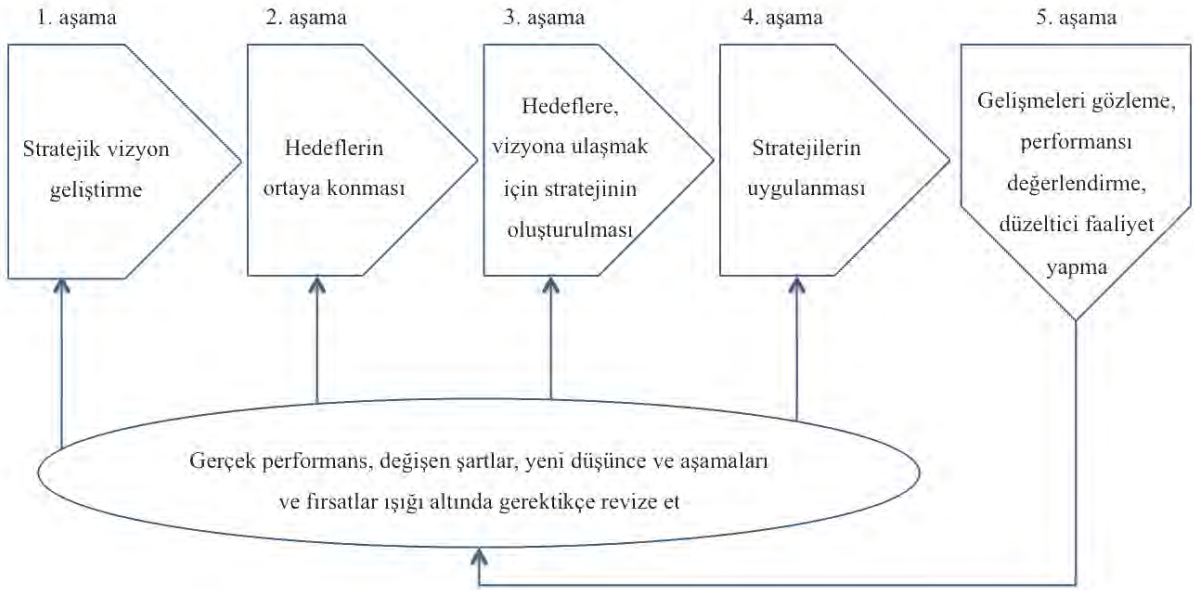 1. aşama
2. aşama
3. aşama
4. aşama
5. aşama
Stratejik vizyon
geliştirme
Hedeflerin
ortaya konması
Hedeflere,
vizyona ulaşmak
için stratejinin
oluşturulması
Stratejilerin
uygulanması
Gelişmeleri gözleme,
performansı
değerlendirme,
düzeltici faaliyet
yapma
Gerçek performans, değişen şartlar, yeni düşünce ve aşamaları
ve fırsatlar ışığı altında gerektikçe revize et